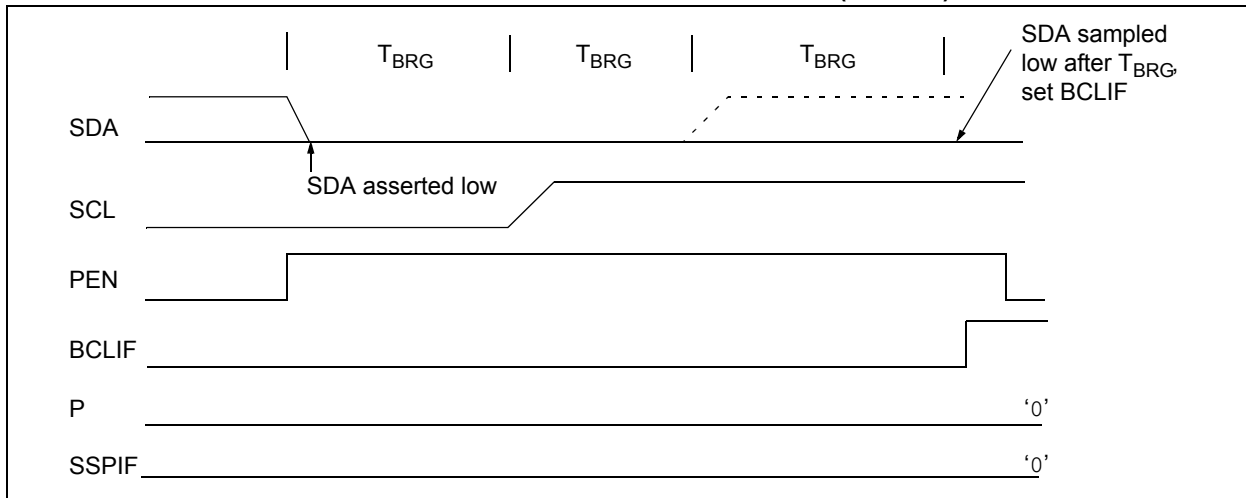 TBRG TBRG TBRG
SDA sampled
low after TBRG,
set BCLIF
SDA
SDA asserted low
SCL
PEN
BCLIF
P
‘0’
SSPIF
‘0’